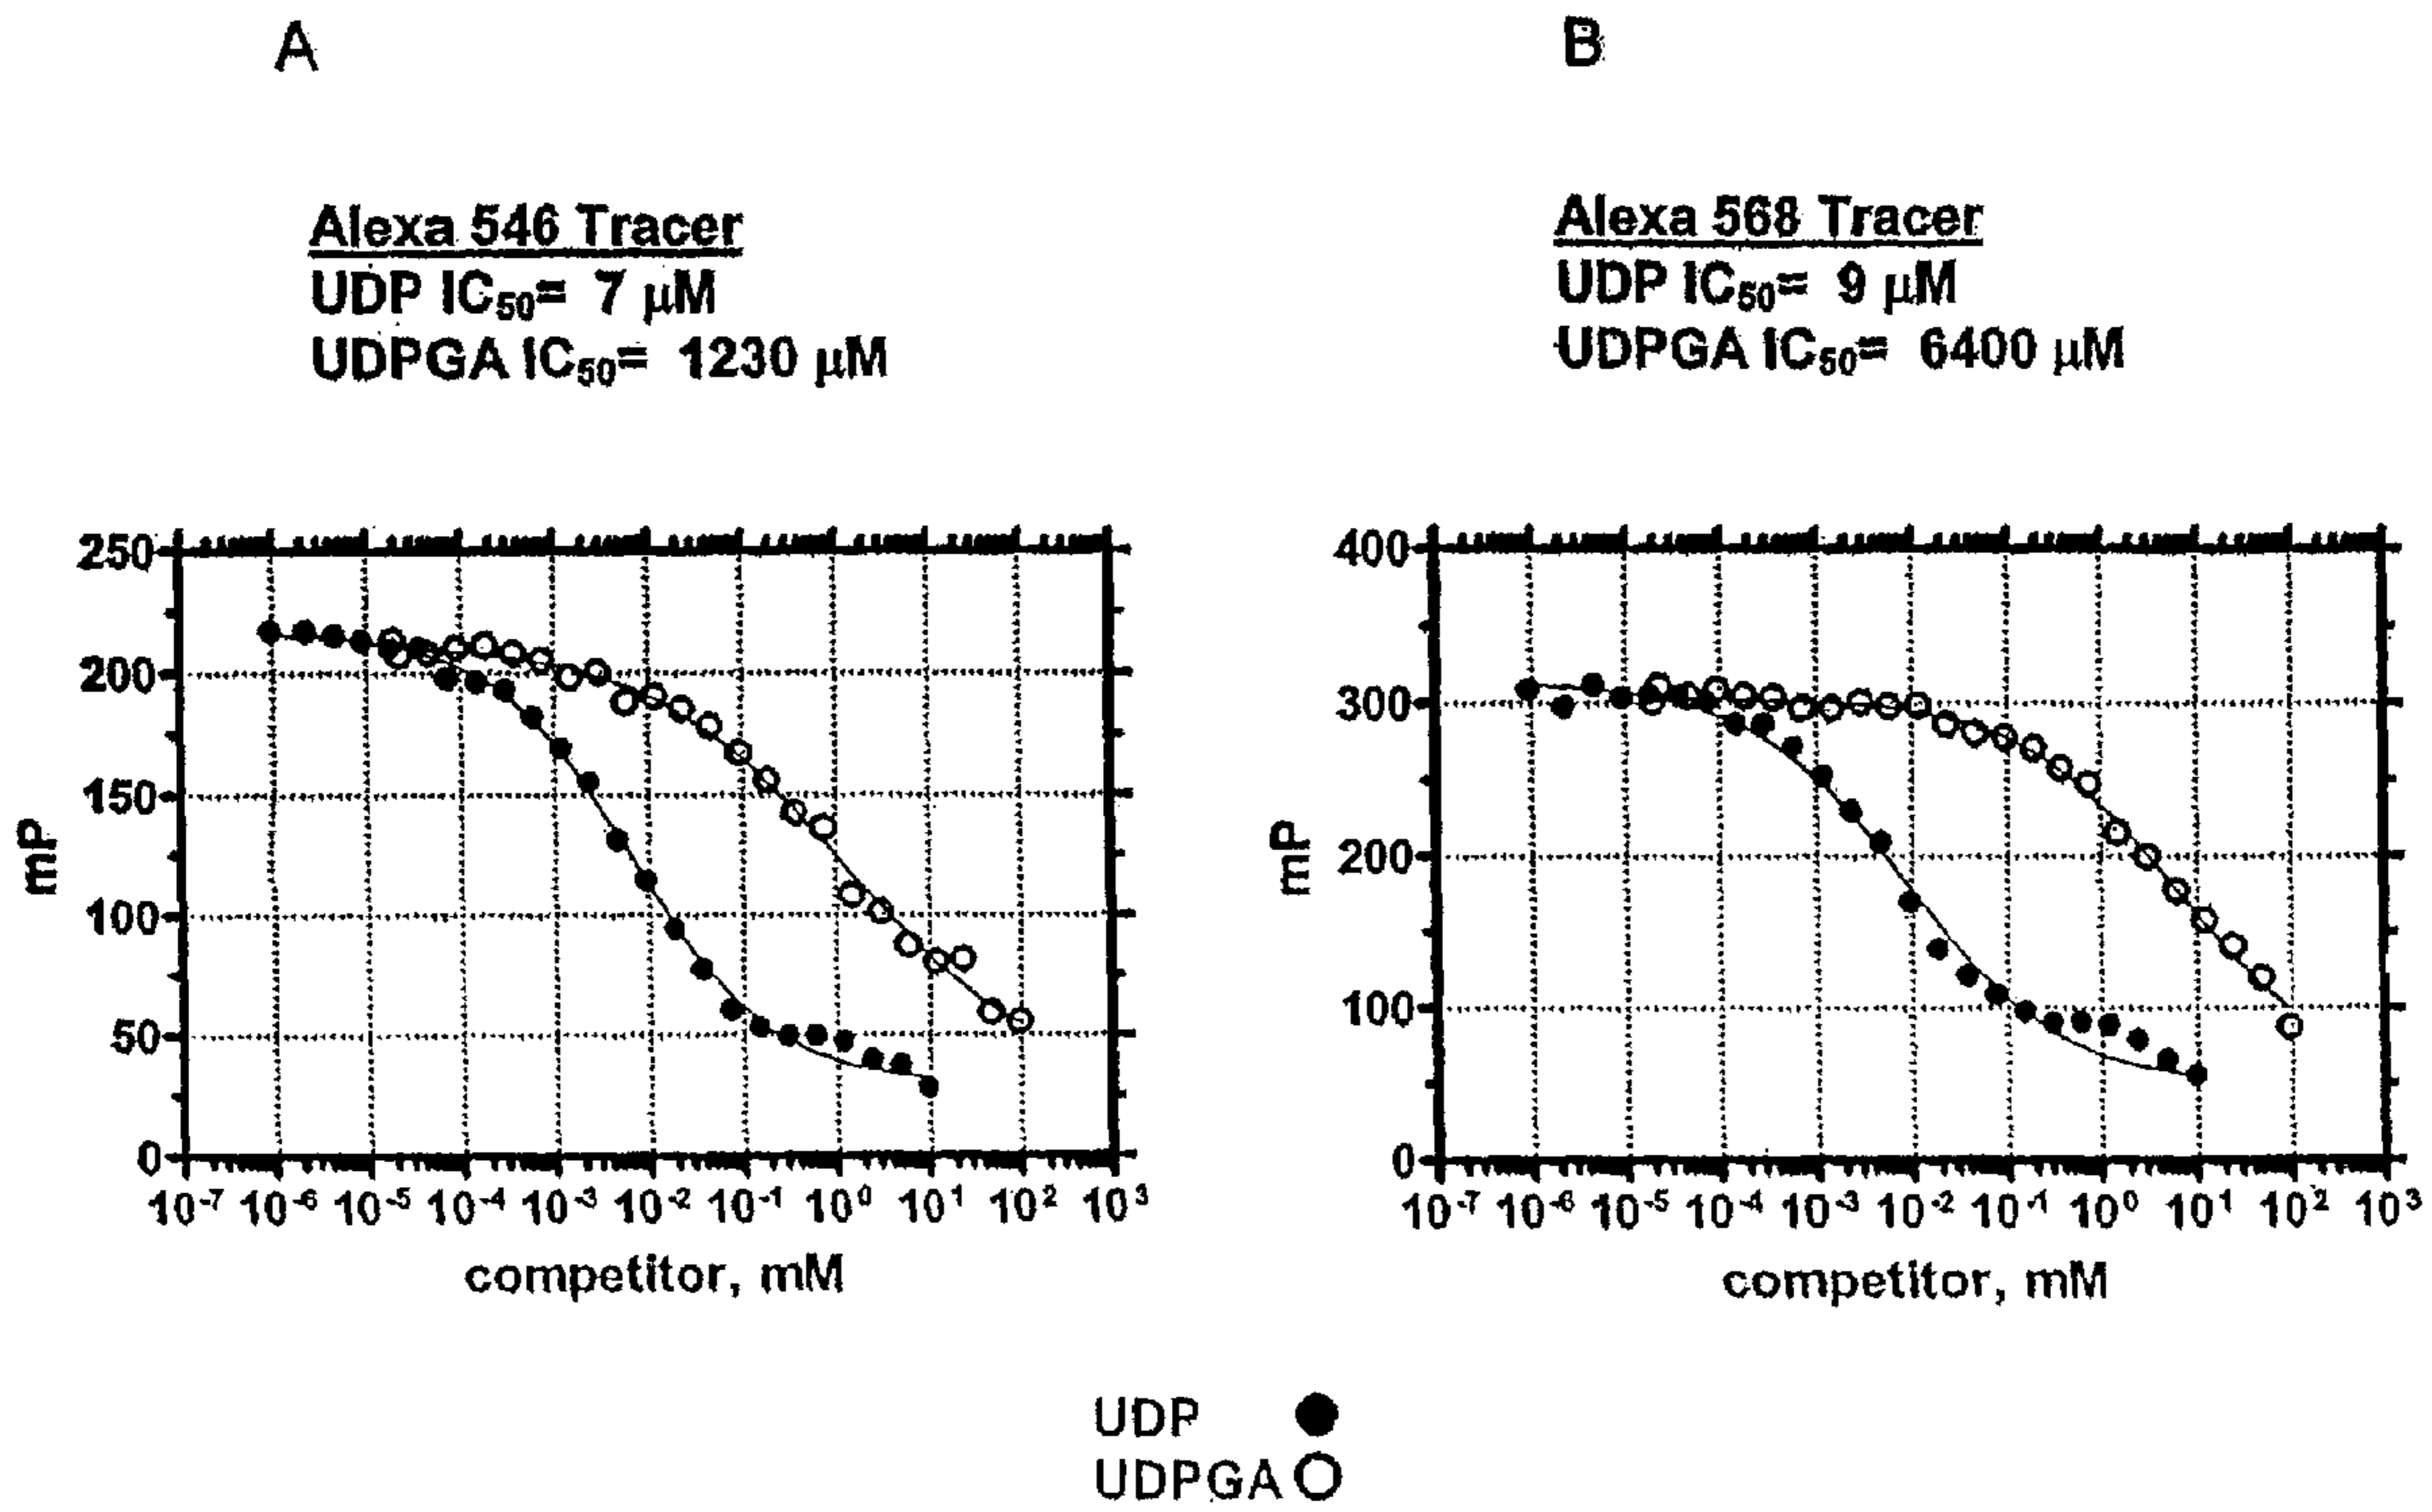 A
B
Alexa 546 Tracer
UDP IC₅₀= 7 µM
UDPGA IC₅₀= 1230 µM
Alexa 568 Tracer
UDP IC₅₀= 9 µM
UDPGA IC₅₀= 6400 µM
250
200
150
100
50
0
mP
10⁻⁷ 10⁻⁶ 10⁻⁵ 10⁻⁴ 10⁻³ 10⁻² 10⁻¹ 10⁰ 10¹ 10² 10³
competitor, mM
400
300
200
100
0
mP
10⁻⁷ 10⁻⁶ 10⁻⁵ 10⁻⁴ 10⁻³ 10⁻² 10⁻¹ 10⁰ 10¹ 10² 10³
competitor, mM
UDP
UDPGA